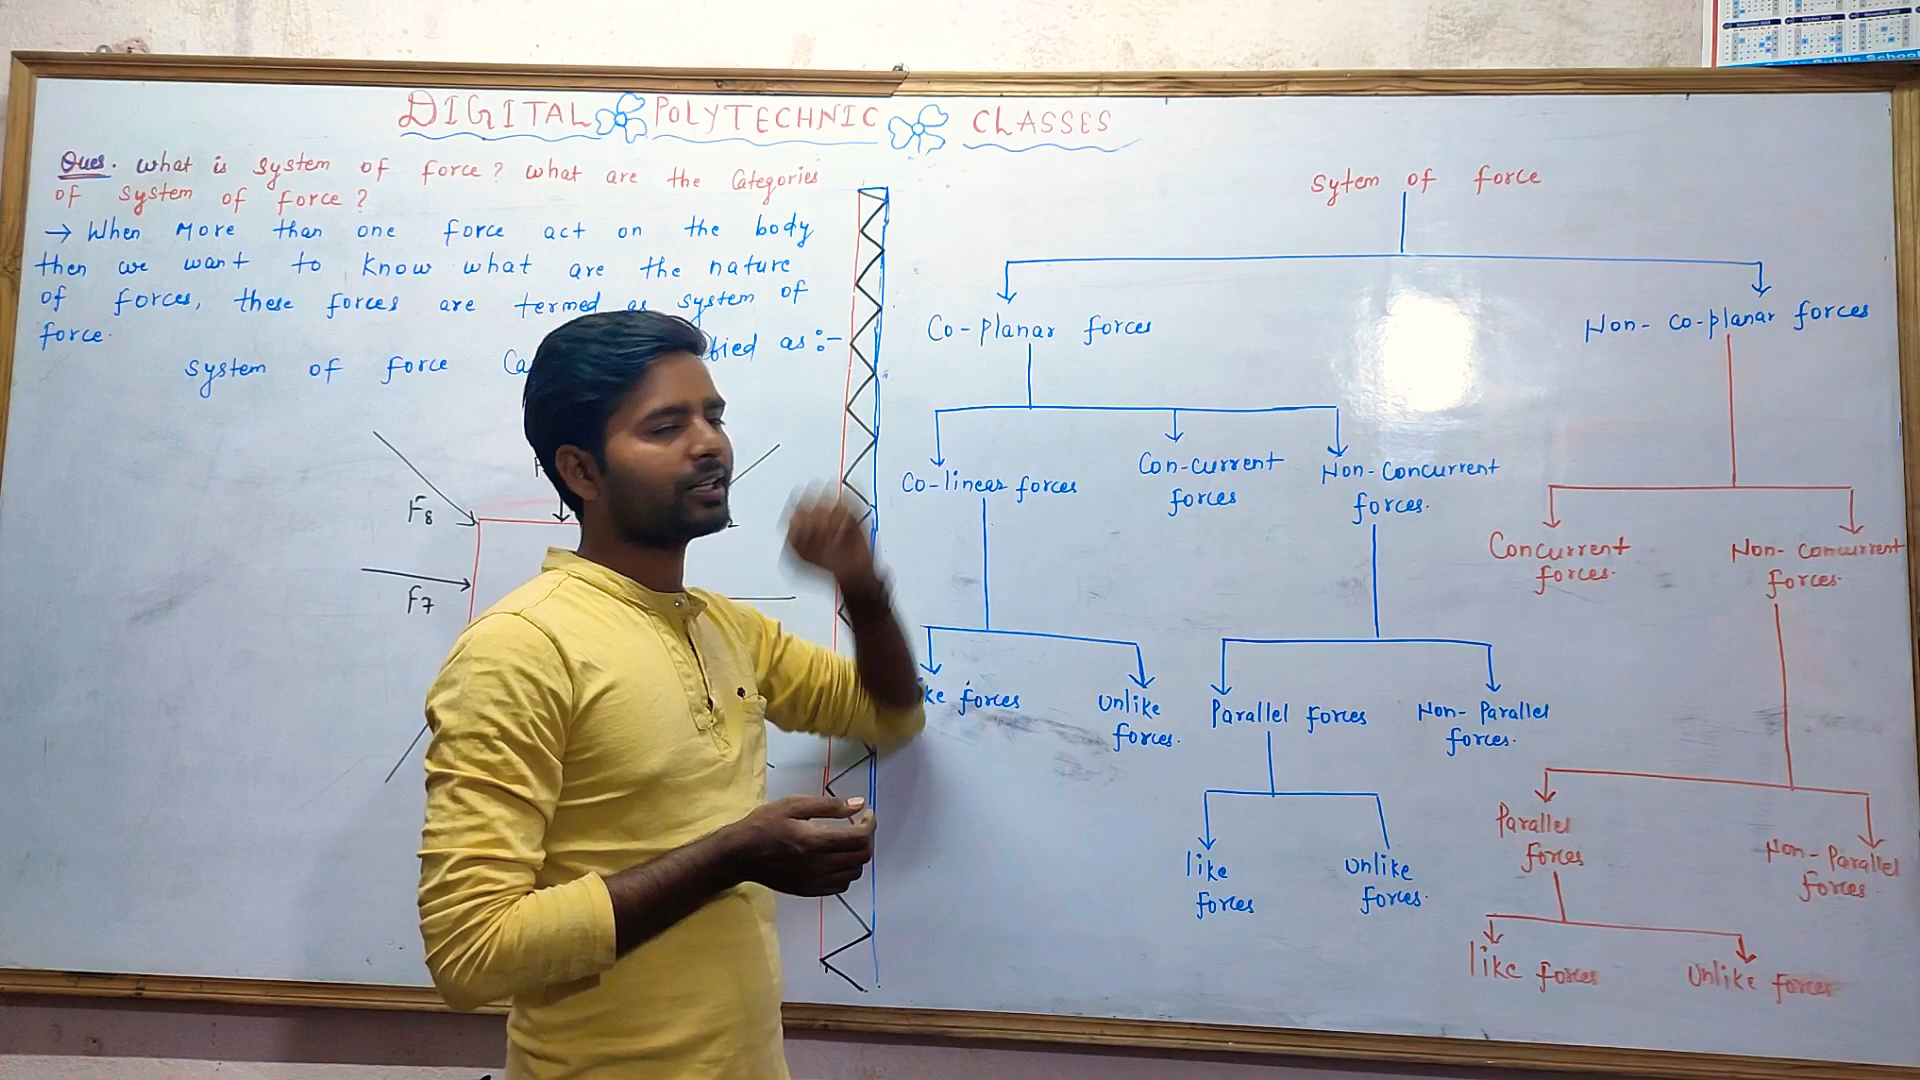 DIGITAL POLYTECHNIC CLASSES
Ques. What is system of force? What are the Categories
of system of force?
→ When more than one force act on the body
then we want to know what are the nature
of forces, these forces are termed as system of
force.
system of force as:-
F8
F7
Sytem of force
Co-planar forces
Non-co-planar forces
Co-linear forces
Con-current
forces
Non-Concurrent
forces.
Concurrent
forces.
Non-Concurrent
forces.
forces
Unlike
forces.
Parallel forces
Non-Parallel
forces.
like
forces
Unlike
forces.
Parallel
forces
Non-Parallel
forces.
like forces
Unlike forces